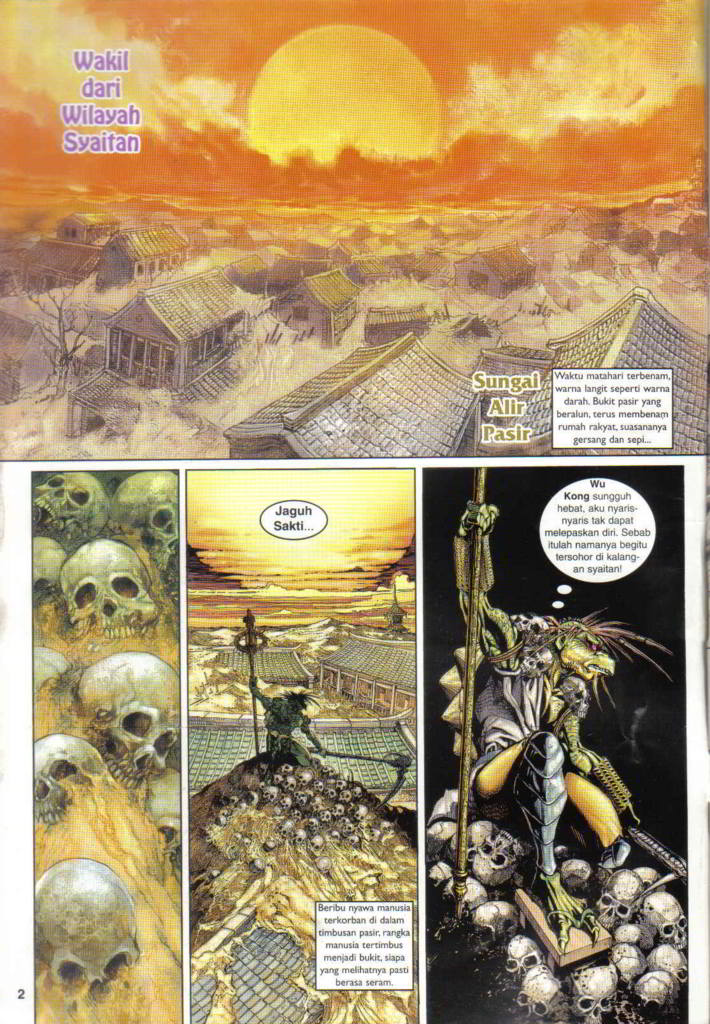 Wakil
dari
Wilayah
Syaitan
Sungai
Alir
Pasir
Waktu matahari terbenam,
warna langit seperti warna
darah. Bukit pasir yang
beralun, terus membenam
rumah rakyat, suasananya
gersang dan sepi...
Jaguh
Sakti...
Beribu nyawa manusia
terkorban di dalam
timbusan pasir, rangka
manusia tertimbus
menjadi bukit, siapa
yang melihatnya pasti
berasa seram.
Wu
Kong sungguh
hebat, aku nyaris-
nyaris tak dapat
melepaskan diri. Sebab
itulah namanya begitu
tersohor di kalang-
an syaitan!
2